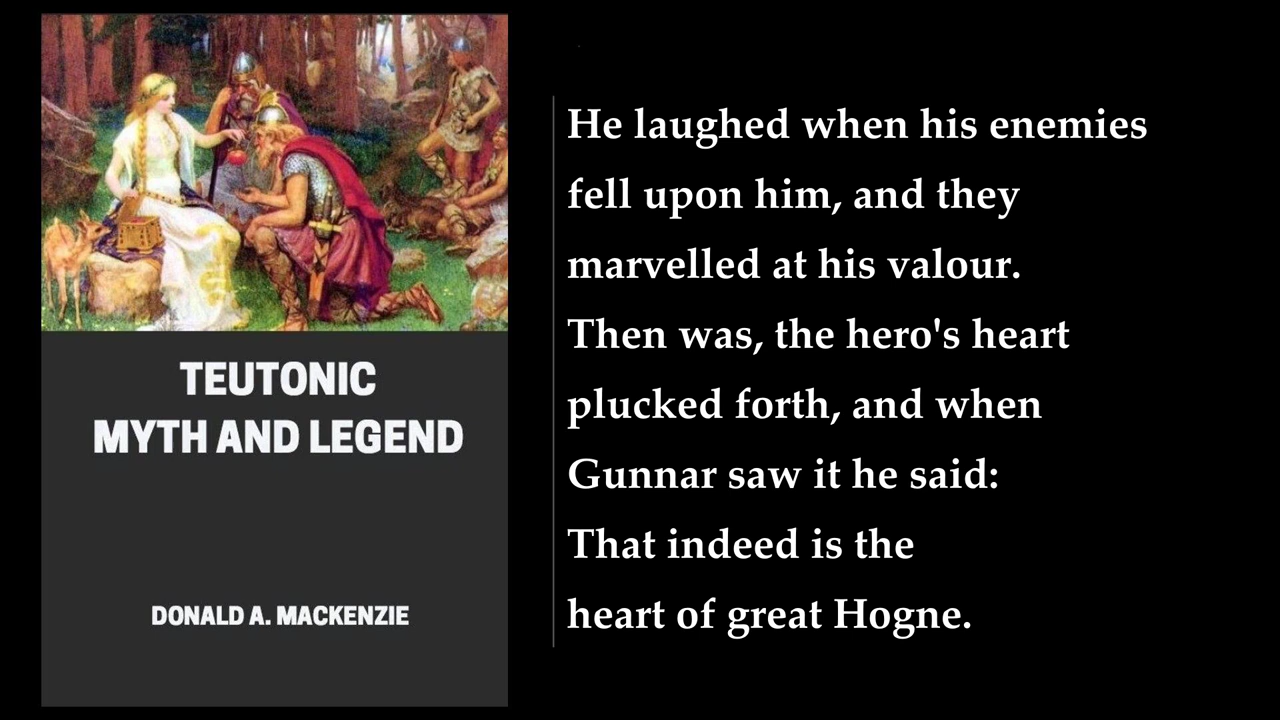 TEUTONIC
MYTH AND LEGEND
DONALD A. MACKENZIE
He laughed when his enemies
fell upon him, and they
marvelled at his valour.
Then was, the hero's heart
plucked forth, and when
Gunnar saw it he said:
That indeed is the
heart of great Hogne.